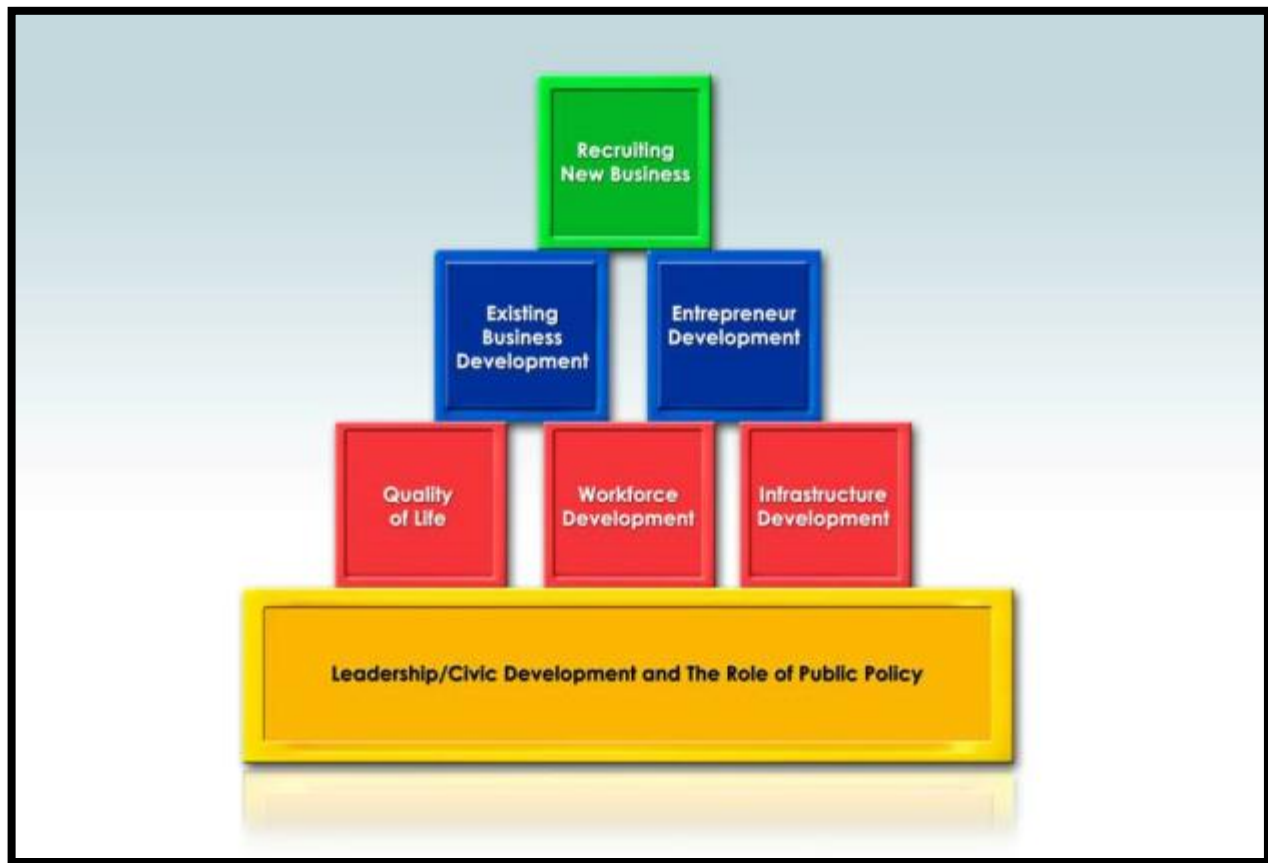 Recruiting
New Business
Existing
Business
Development
Entrepreneur
Development
Quality
of Life
Workforce
Development
Infrastructure
Development
Leadership/Civic Development and The Role of Public Policy